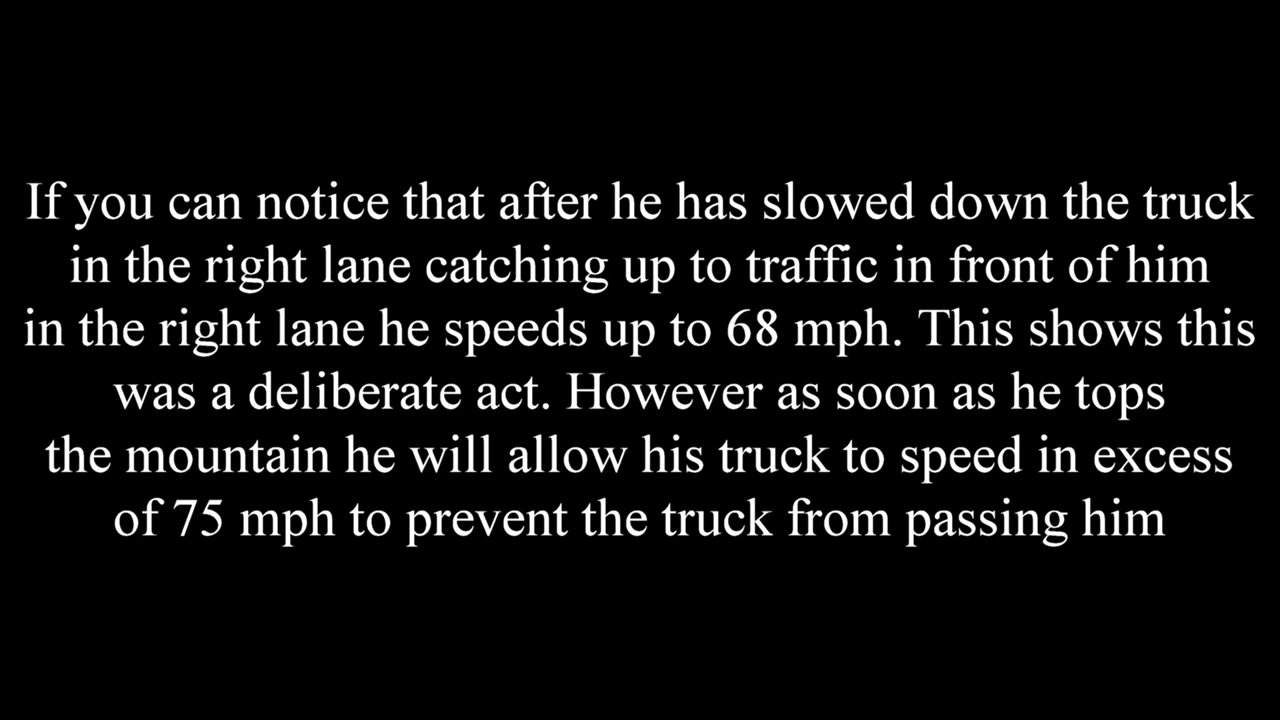 If you can notice that after he has slowed down the truck
in the right lane catching up to traffic in front of him
in the right lane he speeds up to 68 mph. This shows this
was a deliberate act. However as soon as he tops
the mountain he will allow his truck to speed in excess
of 75 mph to prevent the truck from passing him